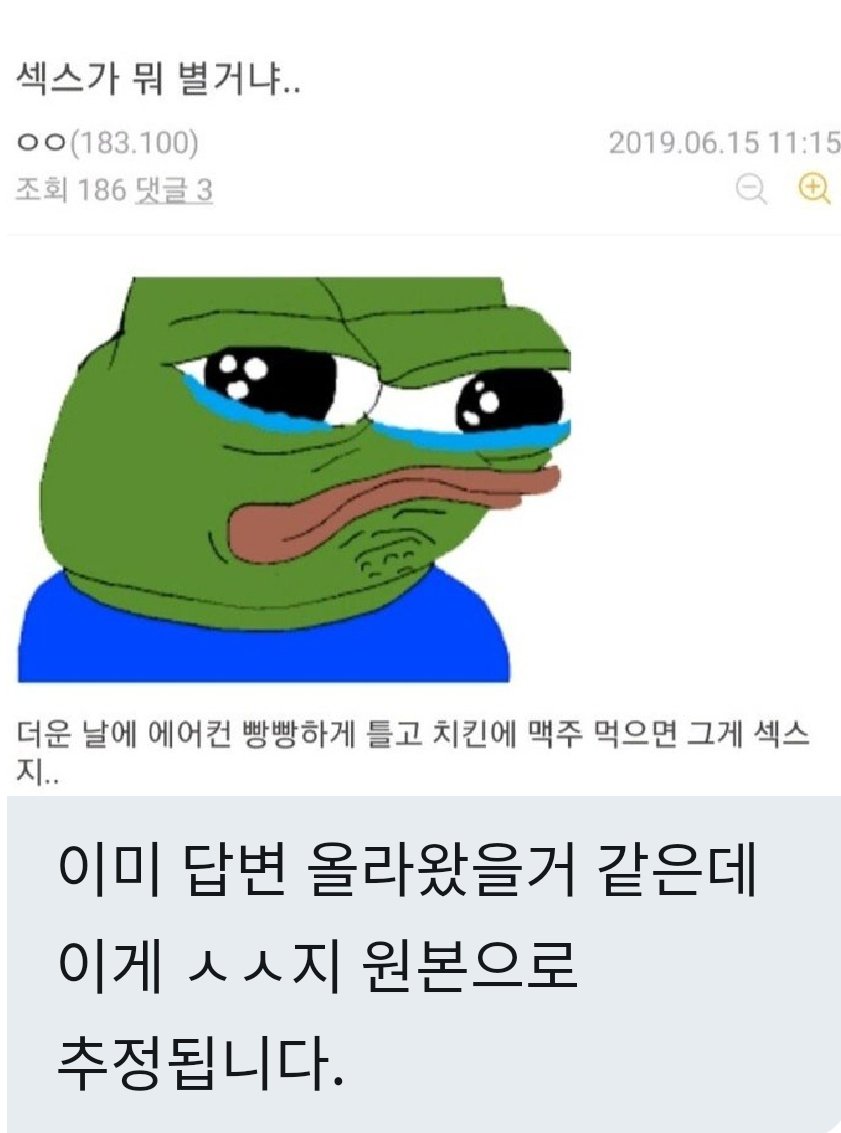 섹스가 뭐 별거냐..
ㅇㅇ(183.100)
2019.06.15 11:15
조회 186 댓글 3
더운 날에 에어컨 빵빵하게 틀고 치킨에 맥주 먹으면 그게 섹스
지..
이미 답변 올라왔을거 같은데
이게 ㅅㅅ지 원본으로
추정됩니다.